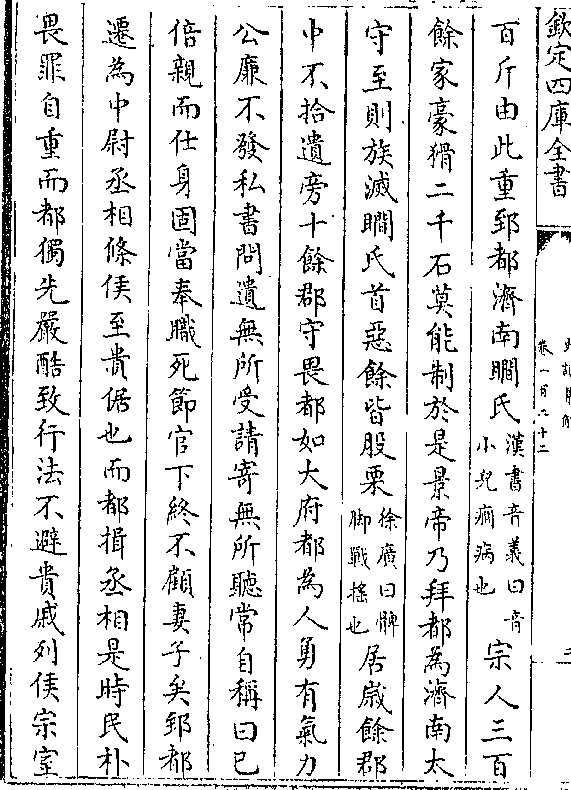 欽定四庫全書
卷一百二十二
百斤由此重郅都濟南瞷氏漢書音義曰音小兒癇病也宗人三百
餘家豪猾二千石莫能制於是景帝乃拜都為濟南太
守至則族滅瞷氏首惡餘皆股栗徐廣曰髀脚戰搖也居歲餘郡
中不拾遺旁十餘郡守畏都如大府都為人勇有氣力
公廉不發私書問遺無所受請寄無所聽常自稱曰已
倍親而仕身固當奉職死節官下終不顧妻子矣郅都
遷為中尉丞相條侯至貴倨也而都揖丞相是時民朴
畏罪自重而都獨先嚴酷致行法不避貴戚列侯宗室